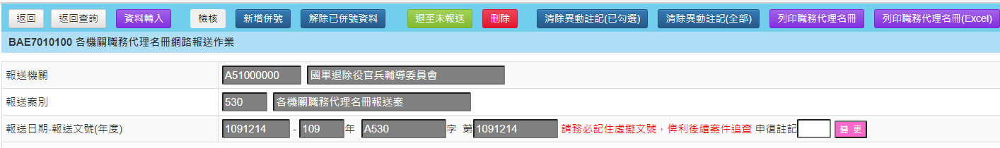 返回 返回查詢 資料轉入 檢核 新增併號 解除已併號資料 退至未報送 刪除 清除異動註記(已勾選) 清除異動註記(全部) 列印職務代理名冊 列印職務代理名冊(Excel)
BAE7010100 各機關職務代理名冊網路報送作業
報送機關 A51000000 國軍退除役官兵輔導委員會
報送案別 530 各機關職務代理名冊報送案
報送日期-報送文號(年度) 1091214 - 109 年 A530 字 第 1091214 請務必記住虛擬文號，俾利後續案件追查 申復註記 變 更